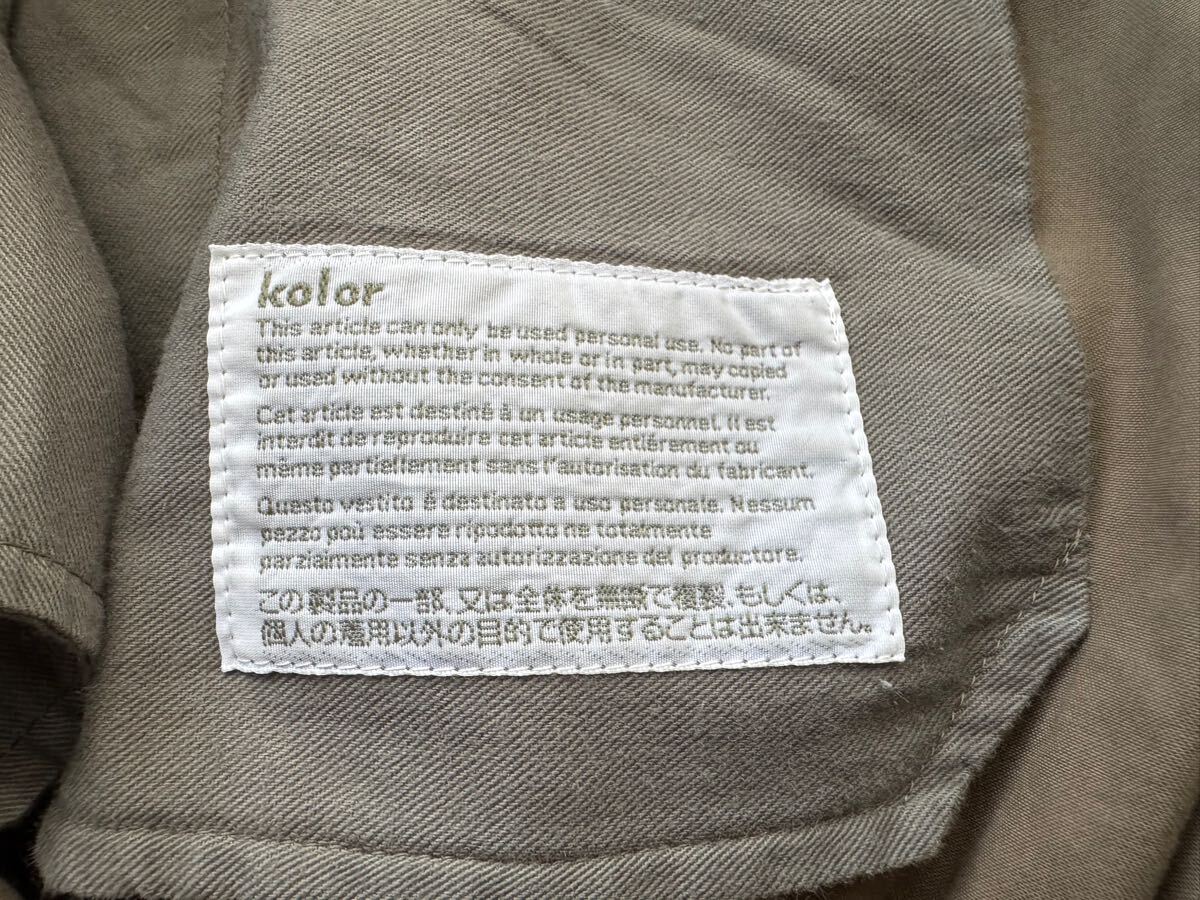 kolor
This article can only be used personal use. No part of
this article, whether in whole or in part, may copied
or used without the consent of the manufacturer.
Cet article est destiné à un usage personnel. Il est
interdit de reproduire cet article entiérement ou
même partiellement sans l'autorisation du fabricant.
Questo vestito è destinato a uso personale. Nessum
pezzo può essere ripodotto ne totalmente
parzialmente senza autorizzazione del productore.
この製品の一部、又は全体を無断で複製、もしくは、
個人の着用以外の目的で使用することは出来ません。